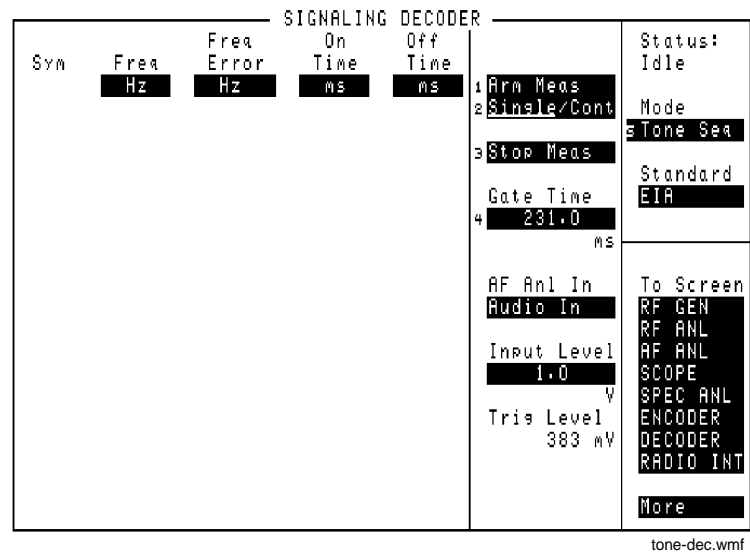 SIGNALING DECODER
Sym
Freq
Hz
Freq
Error
Hz
On
Time
ms
Off
Time
ms
1 Arm Meas
2 Single/Cont
3 Stop Meas
Gate Time
4 231.0
ms
AF Anl In
Audio In
Input Level
1.0
V
Trig Level
383 mV
Status:
Idle
Mode
5 Tone Seq
Standard
EIA
To Screen
RF GEN
RF ANL
AF ANL
SCOPE
SPEC ANL
ENCODER
DECODER
RADIO INT
More
tone-dec.wmf